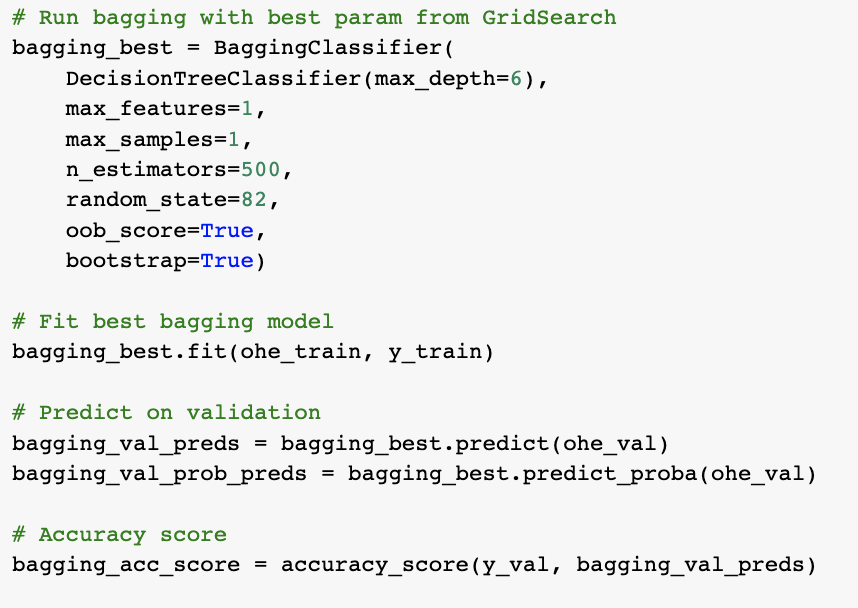 # Run bagging with best param from GridSearch
bagging_best = BaggingClassifier(
    DecisionTreeClassifier(max_depth=6),
    max_features=1,
    max_samples=1,
    n_estimators=500,
    random_state=82,
    oob_score=True,
    bootstrap=True)

# Fit best bagging model
bagging_best.fit(ohe_train, y_train)

# Predict on validation
bagging_val_preds = bagging_best.predict(ohe_val)
bagging_val_prob_preds = bagging_best.predict_proba(ohe_val)

# Accuracy score
bagging_acc_score = accuracy_score(y_val, bagging_val_preds)